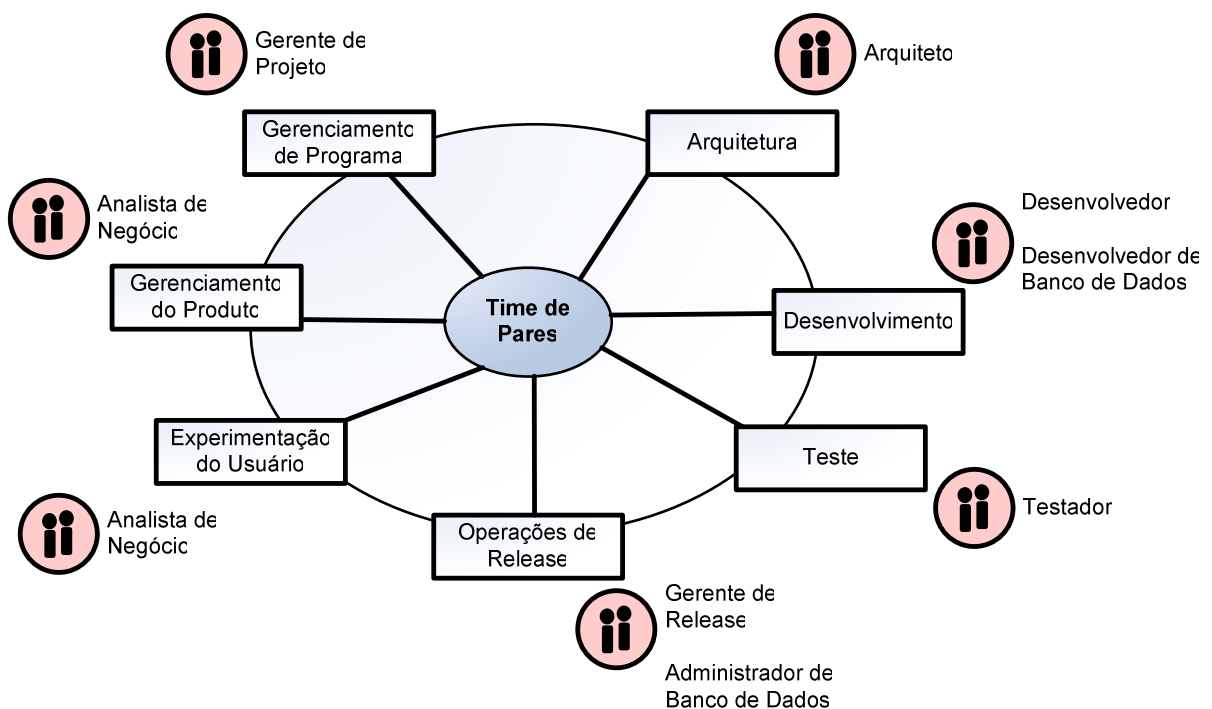 Gerente de
Projeto
Arquiteto
Gerenciamento
de Programa
Arquitetura
Analista de
Negócio
Desenvolvedor
Desenvolvedor de
Banco de Dados
Gerenciamento
do Produto
Time de
Pares
Desenvolvimento
Experimentação
do Usuário
Teste
Analista de
Negócio
Operações de
Release
Testador
Gerente de
Release
Administrador de
Banco de Dados